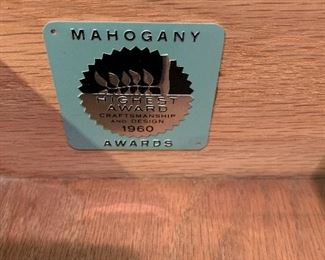 MAHOGANY
HIGHEST
AWARD
CRAFTSMANSHIP
AND DESIGN
1960
AWARDS